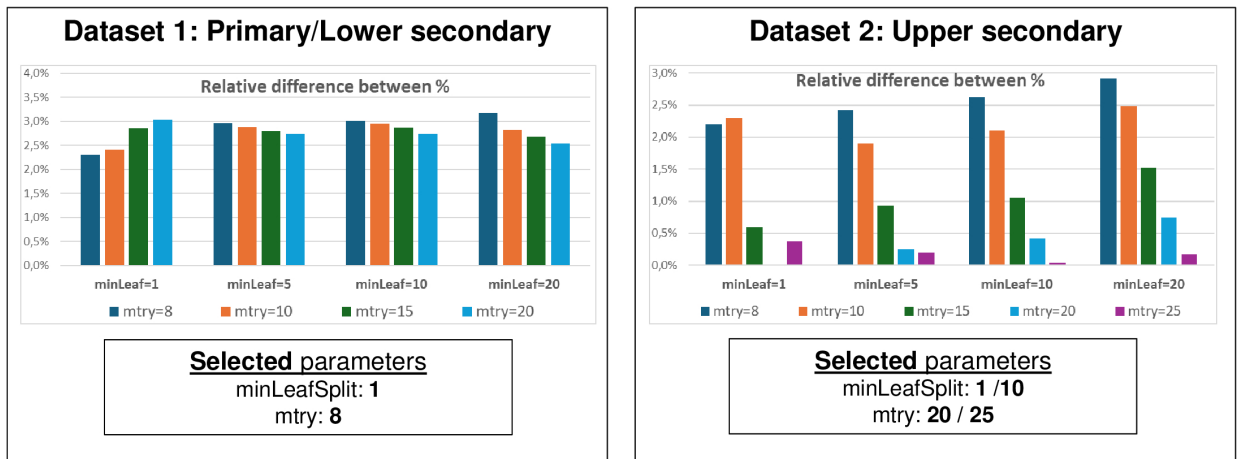 Dataset 1: Primary/Lower secondary
Relative difference between %
4,0%
3,5%
3,0%
2,5%
2,0%
1,5%
1,0%
0,5%
0,0%
minLeaf=1 minLeaf=5 minLeaf=10 minLeaf=20
mtry=8 mtry=10 mtry=15 mtry=20
Selected parameters
minLeafSplit: 1
mtry: 8
Dataset 2: Upper secondary
Relative difference between %
3,0%
2,5%
2,0%
1,5%
1,0%
0,5%
0,0%
minLeaf=1 minLeaf=5 minLeaf=10 minLeaf=20
mtry=8 mtry=10 mtry=15 mtry=20 mtry=25
Selected parameters
minLeafSplit: 1 /10
mtry: 20 / 25